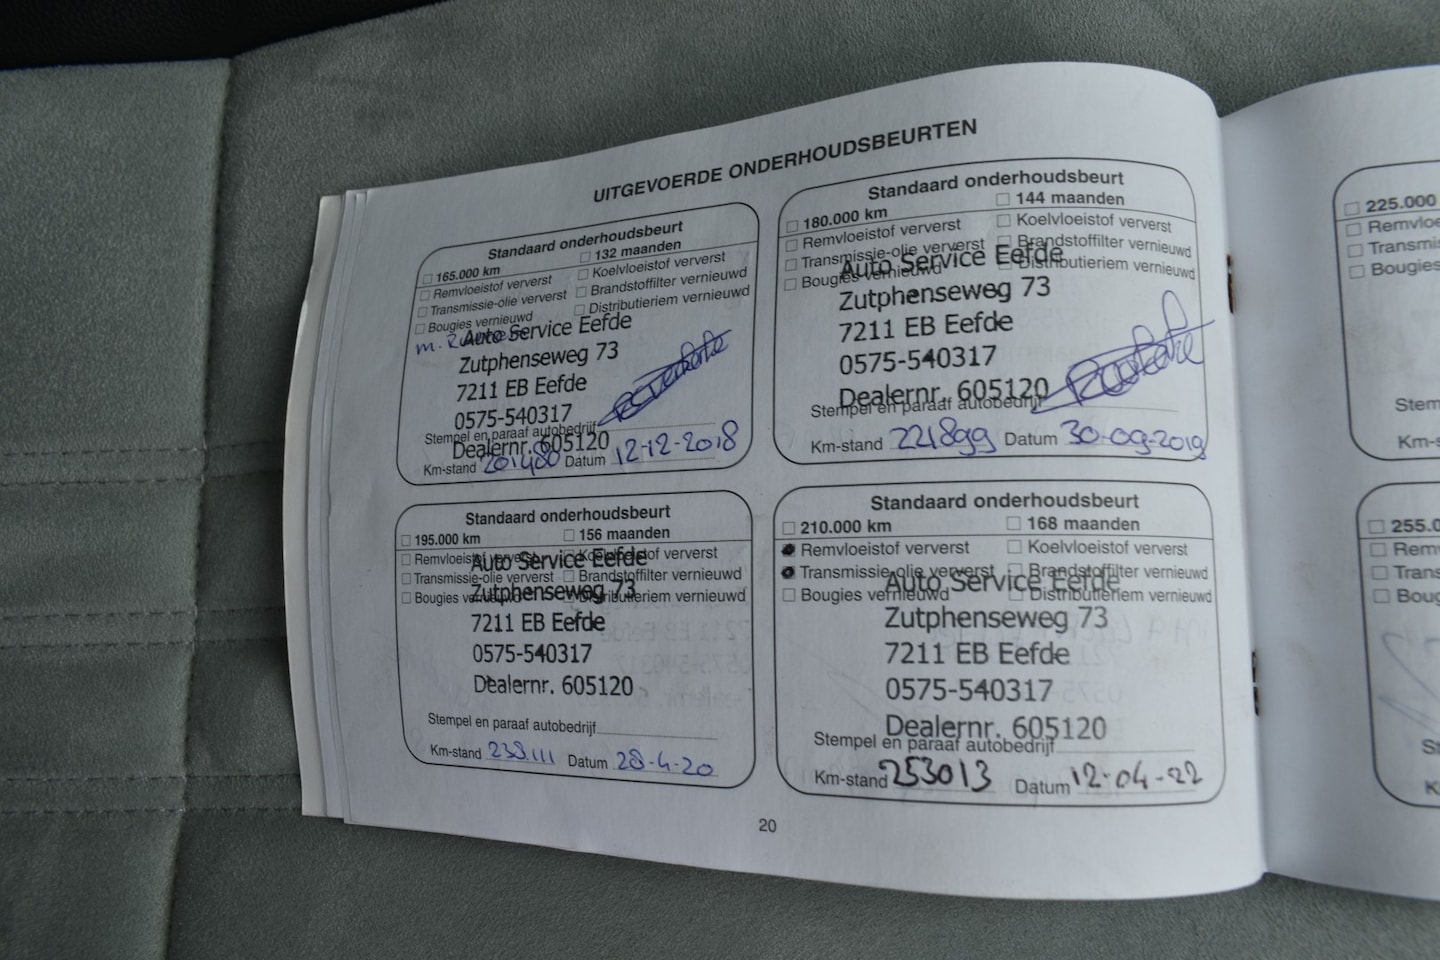 UITGEVOERDE ONDERHOUDSBEURTEN
Standaard onderhoudsbeurt
165.000 km
132 maanden
Remvloeistof ververst
Koelvloeistof ververst
Transmissie-olie ververst
Brandstoffilter vernieuwd
Bougies vernieuwd
Distributieriem vernieuwd
Auto Service Eefde
Zutphenseweg 73
7211 EB Eefde
0575-540317
Stempel en paraaf autobedrijf
Dealernr. 605120
Km-stand 201480 Datum 12-12-2018
Standaard onderhoudsbeurt
180.000 km
144 maanden
Remvloeistof ververst
Koelvloeistof ververst
Transmissie-olie ververst
Brandstoffilter vernieuwd
Bougies vernieuwd
Distributieriem vernieuwd
Auto Service Eefde
Zutphenseweg 73
7211 EB Eefde
0575-540317
Dealernr. 605120
Stempel en paraaf autobedrijf
Km-stand 221899 Datum 30-09-2019
Standaard onderhoudsbeurt
195.000 km
156 maanden
Remvloeistof ververst
Koelvloeistof ververst
Transmissie-olie ververst
Brandstoffilter vernieuwd
Bougies vernieuwd
Distributieriem vernieuwd
Auto Service Eefde
Zutphenseweg 73
7211 EB Eefde
0575-540317
Dealernr. 605120
Stempel en paraaf autobedrijf
Km-stand Datum 28-4-20
Standaard onderhoudsbeurt
210.000 km
168 maanden
Remvloeistof ververst
Koelvloeistof ververst
Transmissie-olie ververst
Brandstoffilter vernieuwd
Bougies vernieuwd
Distributieriem vernieuwd
Auto Service Eefde
Zutphenseweg 73
7211 EB Eefde
0575-540317
Dealernr. 605120
Stempel en paraaf autobedrijf
Km-stand 253013 Datum 12-04-22
20
225.000
255.0